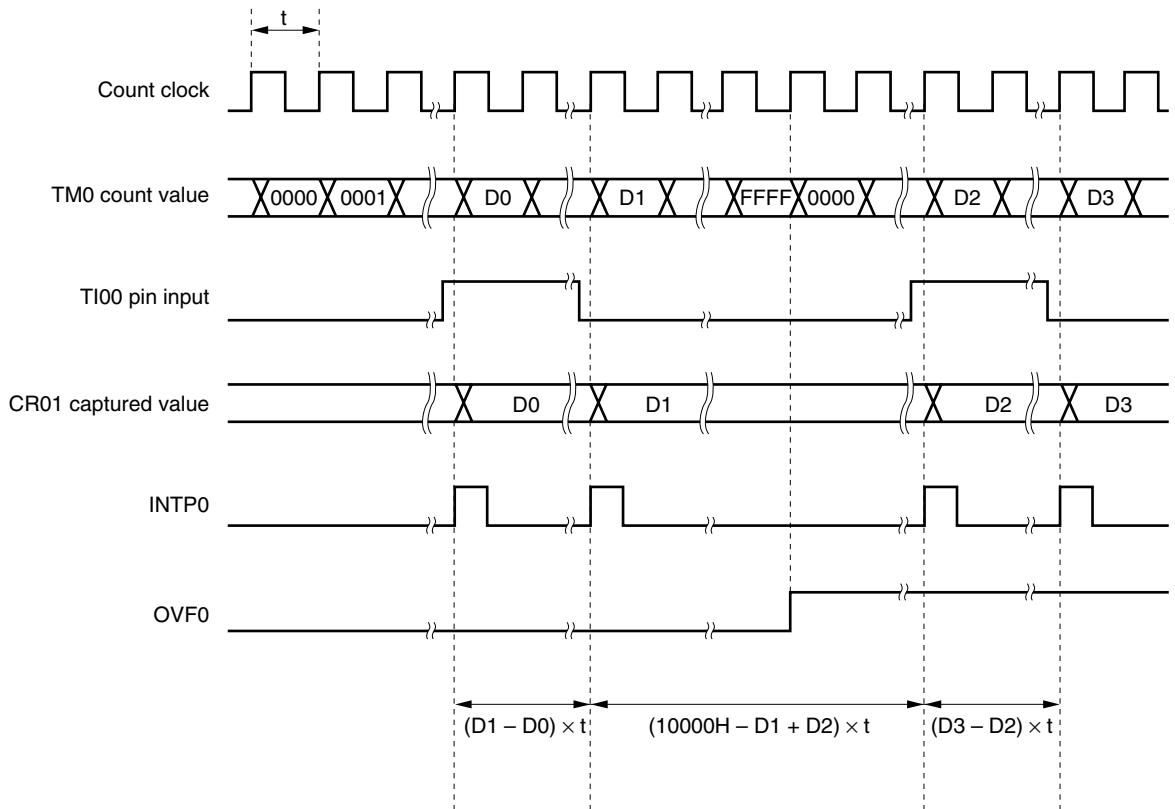 t
Count clock
TM0 count value
0000 0001 D0 D1 FFFF 0000 D2 D3
TI00 pin input
CR01 captured value
D0 D1 D2 D3
INTP0
OVF0
(D1 – D0) × t (10000H – D1 + D2) × t (D3 – D2) × t